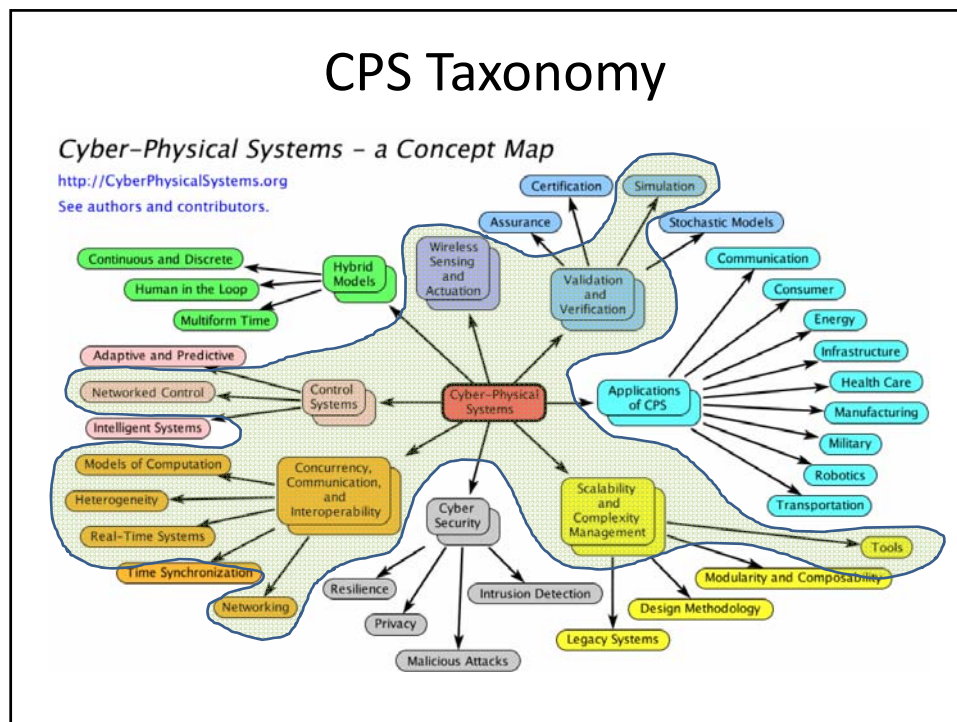 CPS Taxonomy
Cyber-Physical Systems - a Concept Map
http://CyberPhysicalSystems.org
See authors and contributors.
Certification
Simulation
Assurance
Stochastic Models
Wireless
Sensing
and
Actuation
Validation
and
Verification
Hybrid
Models
Continuous and Discrete
Human in the Loop
Multiform Time
Communication
Consumer
Energy
Infrastructure
Health Care
Manufacturing
Military
Robotics
Transportation
Applications
of CPS
Cyber-Physical
Systems
Adaptive and Predictive
Networked Control
Intelligent Systems
Control
Systems
Models of Computation
Heterogeneity
Real-Time Systems
Time Synchronization
Networking
Concurrency,
Communication,
and
Interoperability
Cyber
Security
Resilience
Privacy
Malicious Attacks
Intrusion Detection
Scalability
and
Complexity
Management
Tools
Modularity and Composability
Design Methodology
Legacy Systems